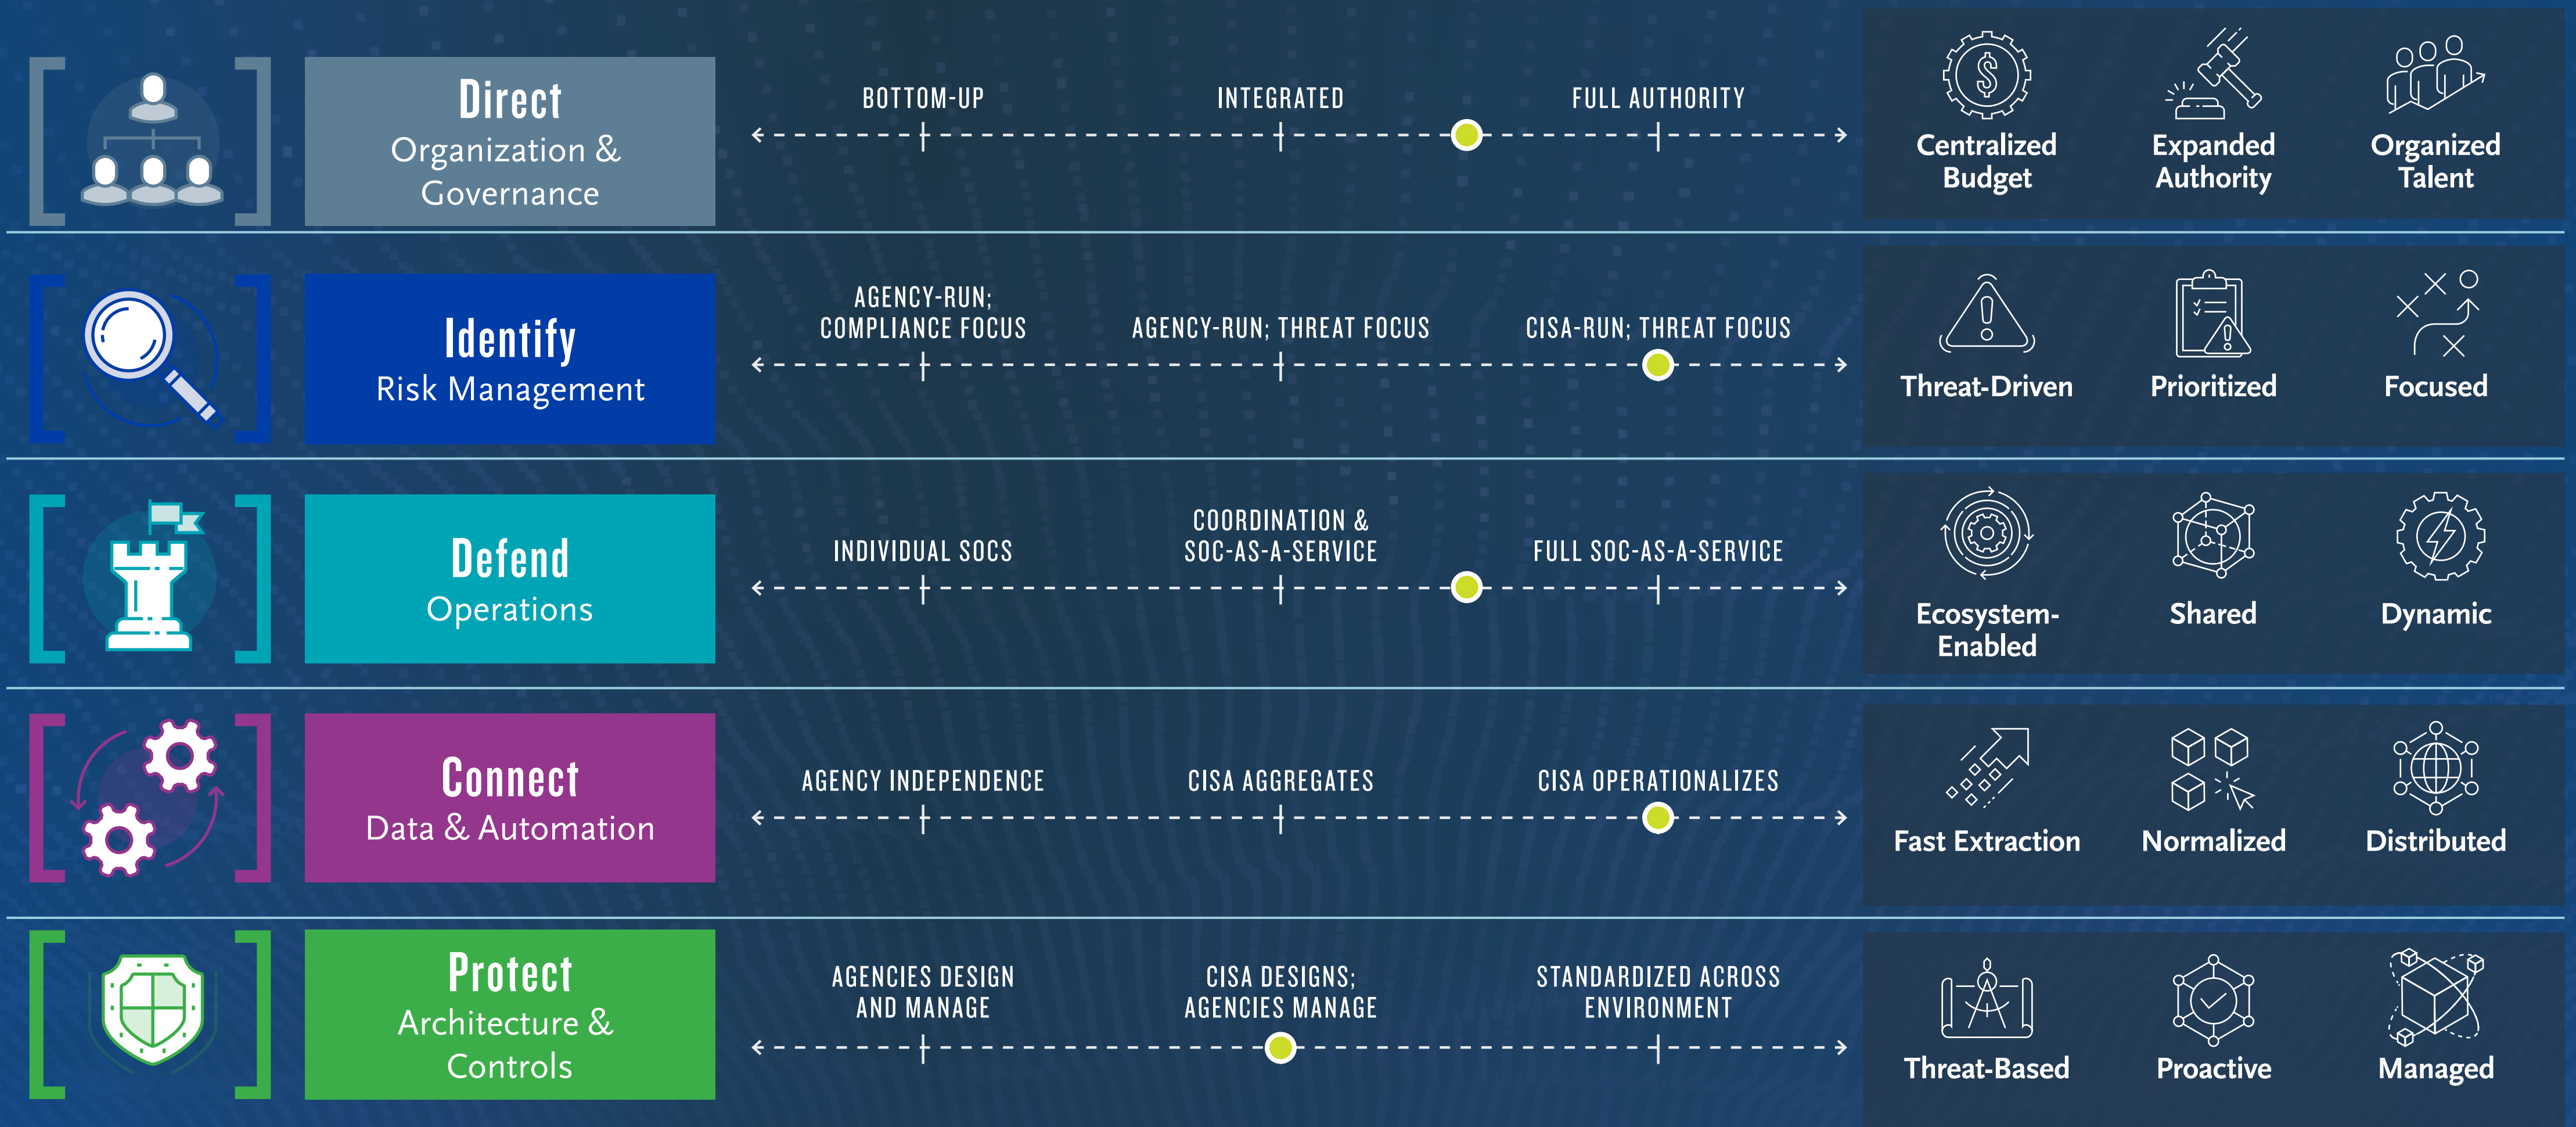 Direct
Organization &
Governance
BOTTOM-UP
INTEGRATED
FULL AUTHORITY
Centralized
Budget
Expanded
Authority
Organized
Talent
Identify
Risk Management
AGENCY-RUN;
COMPLIANCE FOCUS
AGENCY-RUN; THREAT FOCUS
CISA-RUN; THREAT FOCUS
Threat-Driven
Prioritized
Focused
Defend
Operations
INDIVIDUAL SOCS
COORDINATION &
SOC-AS-A-SERVICE
FULL SOC-AS-A-SERVICE
Ecosystem-
Enabled
Shared
Dynamic
Connect
Data & Automation
AGENCY INDEPENDENCE
CISA AGGREGATES
CISA OPERATIONALIZES
Fast Extraction
Normalized
Distributed
Protect
Architecture &
Controls
AGENCIES DESIGN
AND MANAGE
CISA DESIGNS;
AGENCIES MANAGE
STANDARDIZED ACROSS
ENVIRONMENT
Threat-Based
Proactive
Managed